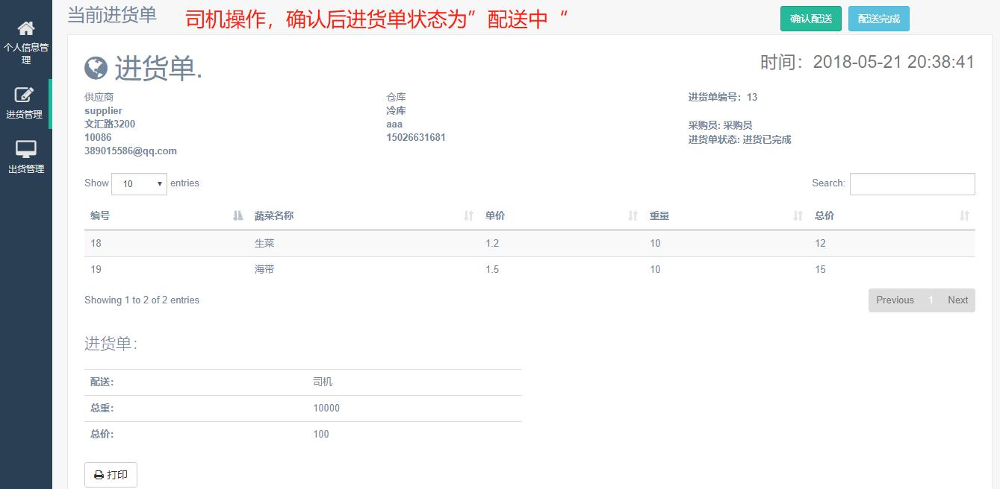 当前进货单
司机操作，确认后进货单状态为”配送中“
确认配送
配送完成
个人信息管
理
进货管理
出货管理
进货单.
时间：2018-05-21 20:38:41
供应商
supplier
文汇路3200
10086
389015586@qq.com
仓库
冷库
aaa
15026631681
进货单编号：13
采购员: 采购员
进货单状态: 进货已完成
Show 10 entries
Search:
编号 蔬菜名称 单价 重量 总价
18 生菜 1.2 10 12
19 海带 1.5 10 15
Showing 1 to 2 of 2 entries
Previous 1 Next
进货单:
配送: 司机
总重: 10000
总价: 100
打印